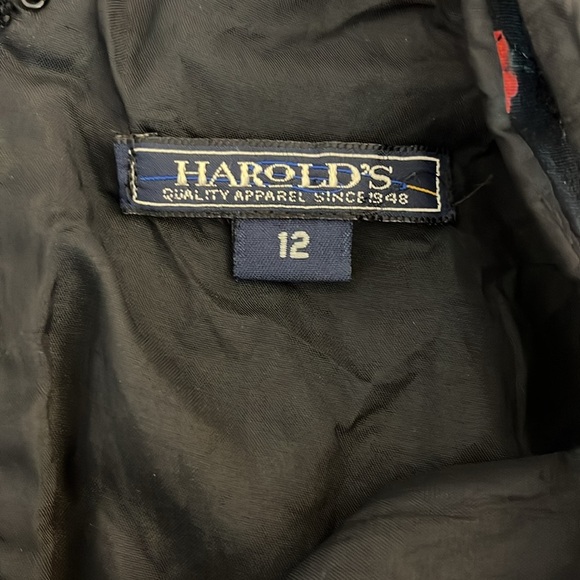 HAROLD'S
QUALITY APPAREL SINCE 1948
12